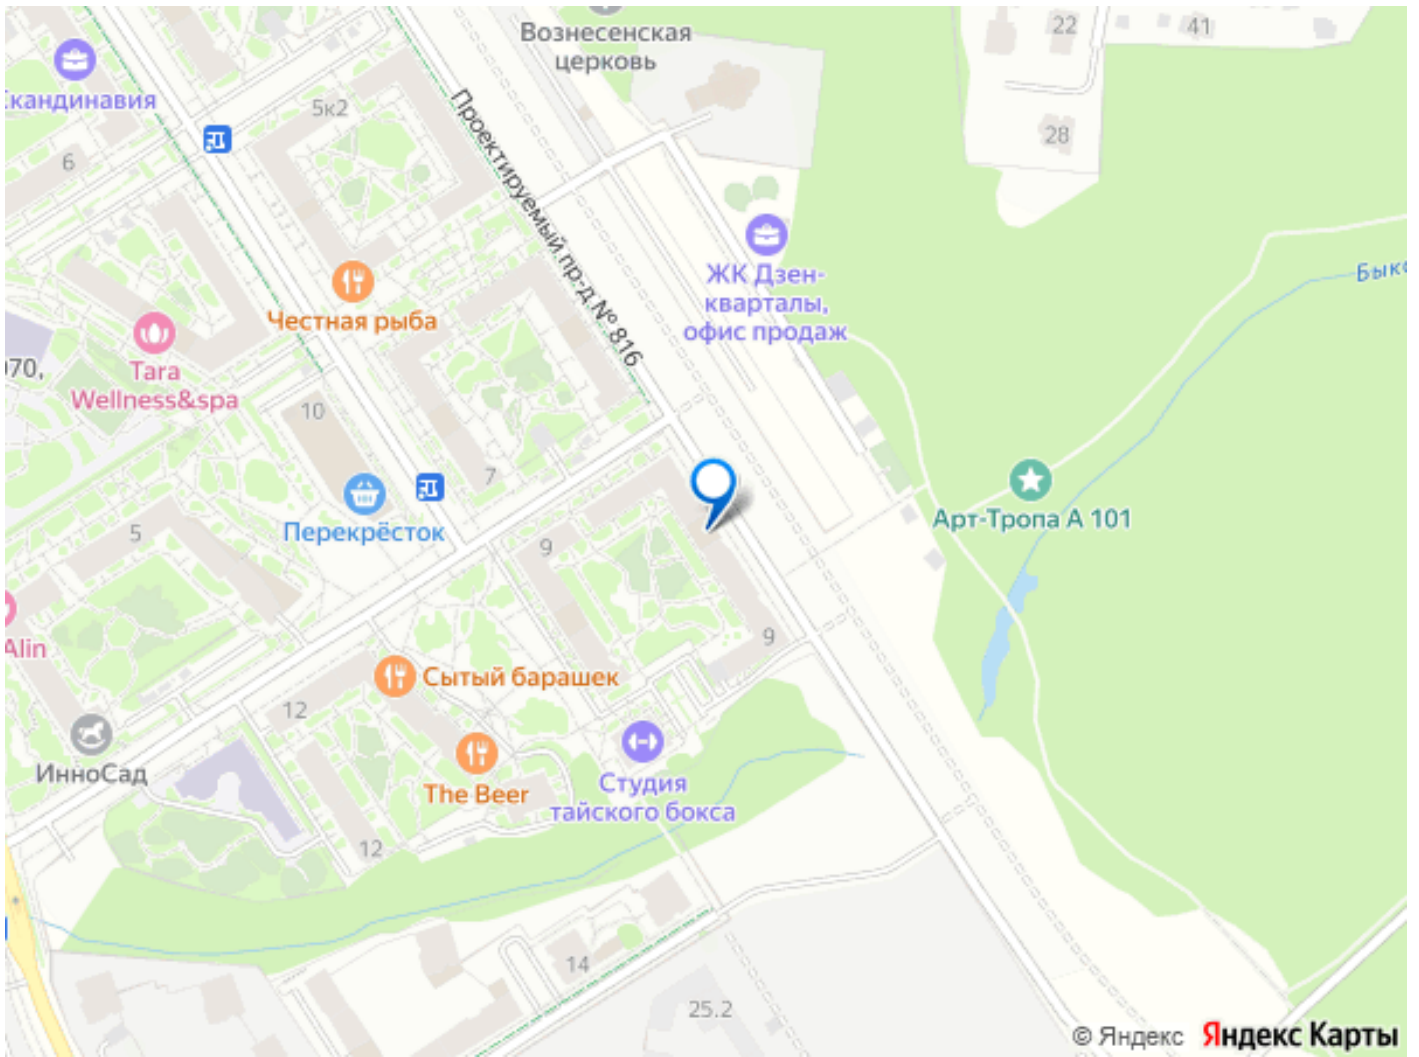 Вознесенская
церковь
22
41
28
Скандинавия
5к2
6
Проектируемый пр-д № 816
ЖК Дзен-
кварталы,
офис продаж
Честная рыба
Tara
Wellness&spa
10
7
Перекрёсток
Арт-Тропа А 101
5
9
9
Alin
Сытый барашек
12
ИнноСад
The Beer
Студия
тайского бокса
12
14
25.2
© Яндекс Яндекс Карты